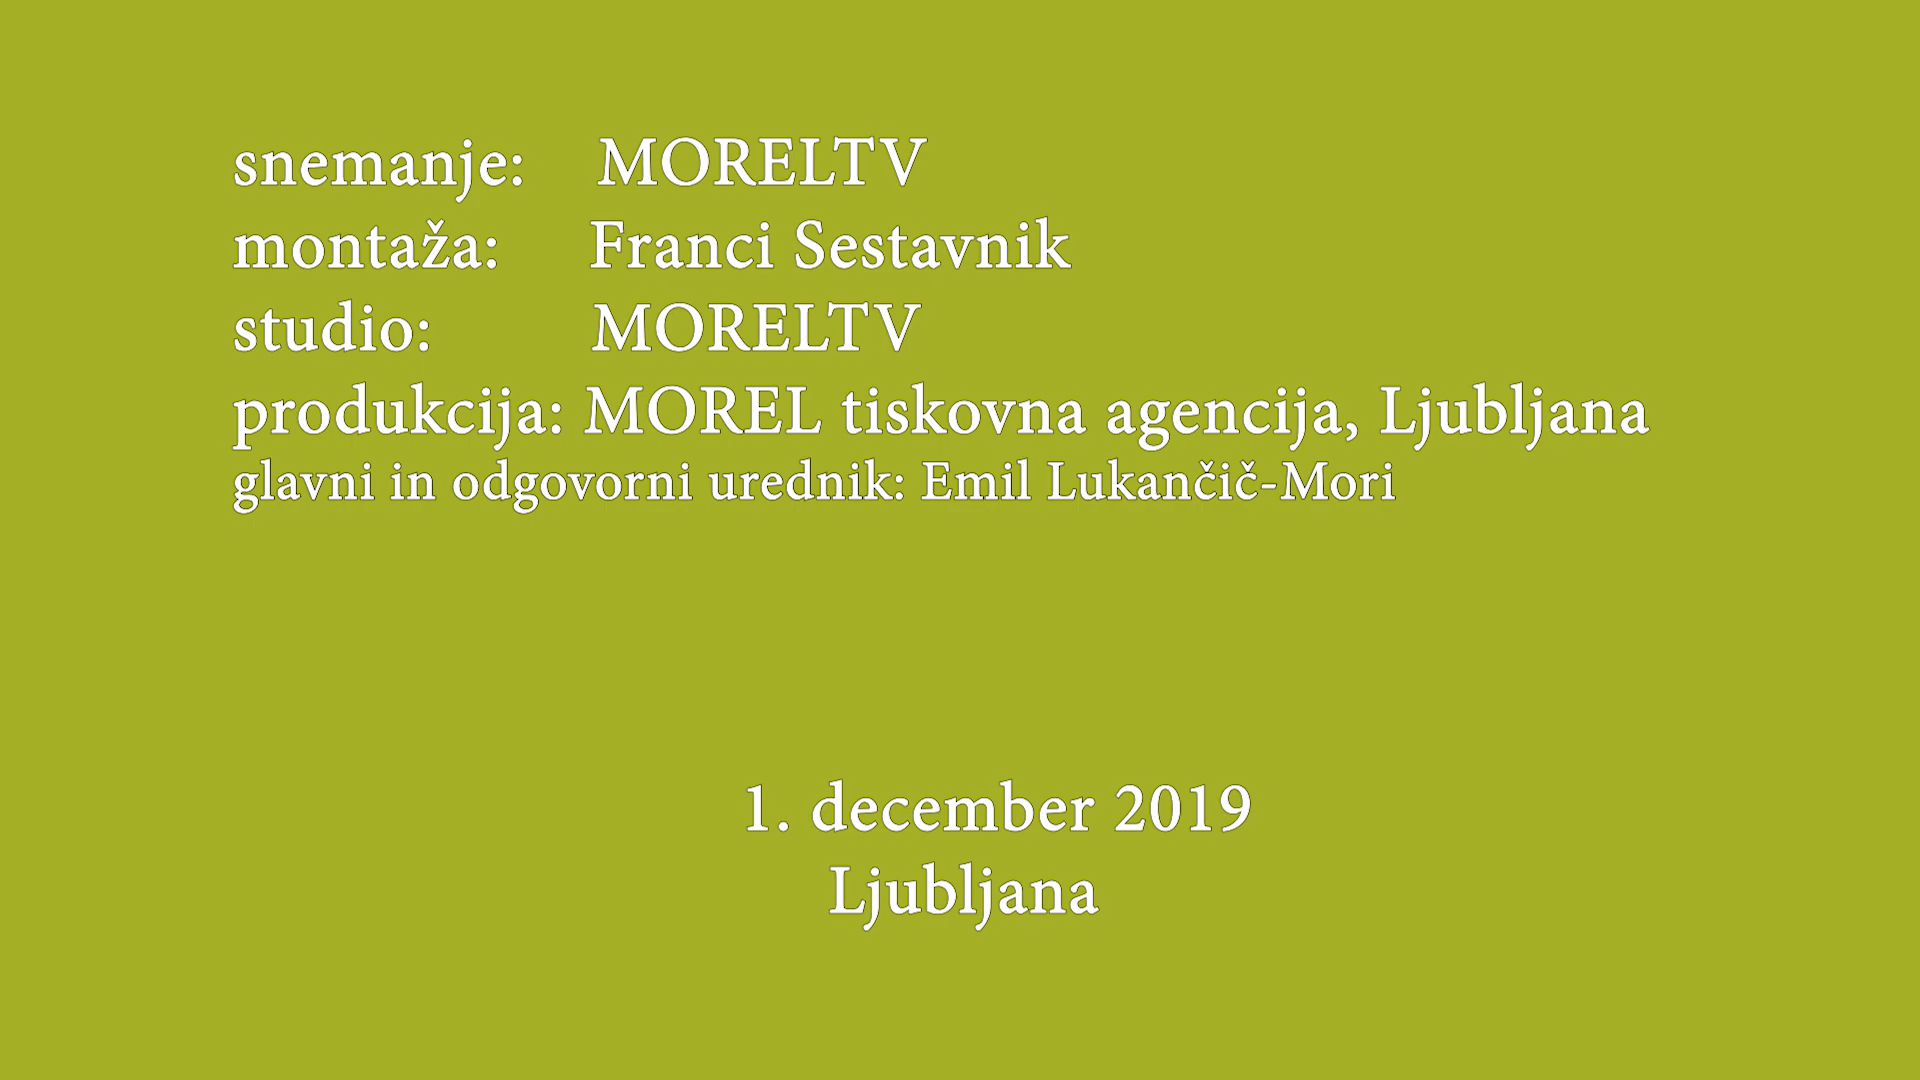 snemanje: MORELTV
montaža: Franci Sestavnik
studio: MORELTV
produkcija: MOREL tiskovna agencija, Ljubljana
glavni in odgovorni urednik: Emil Lukančič-Mori
1. december 2019
Ljubljana